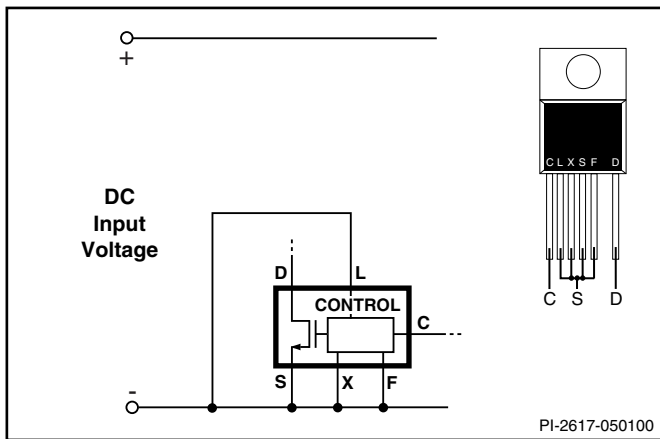 +
DC
Input
Voltage
D
L
CONTROL
C
S
X
F
-
C L X S F D
C S D
PI-2617-050100